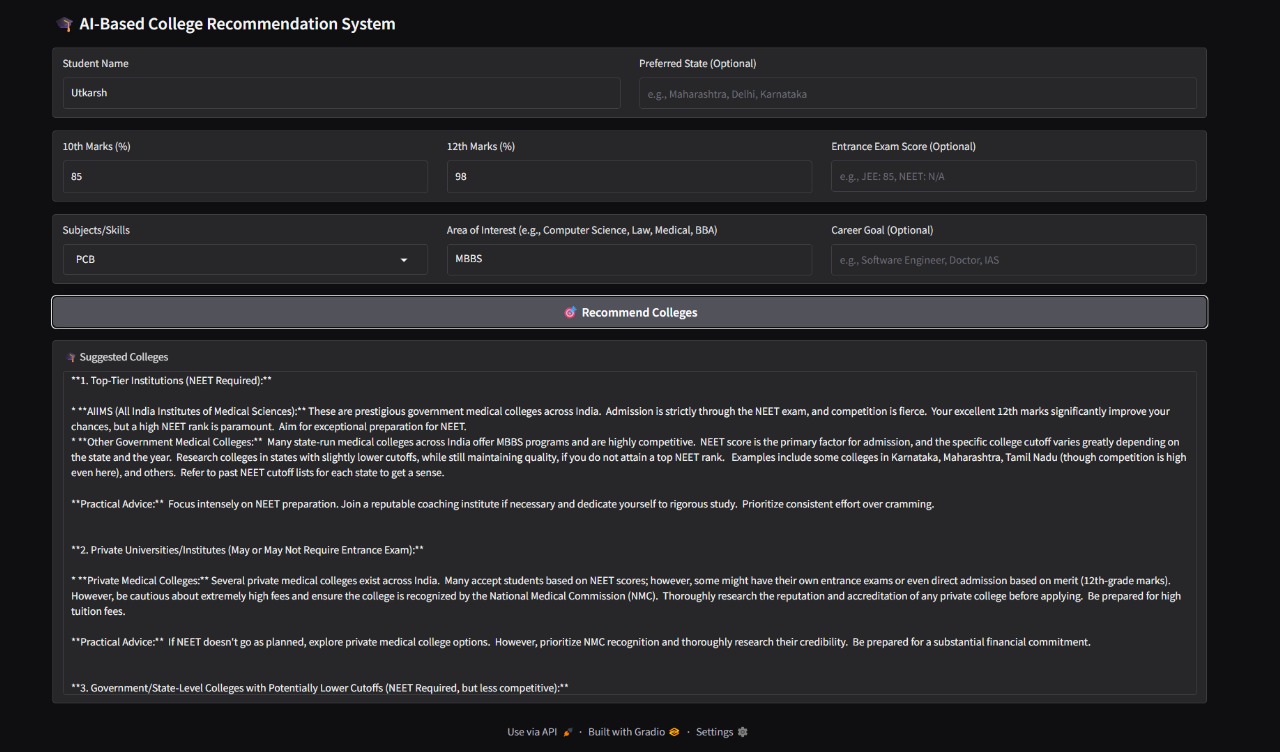 AI-Based College Recommendation System
Student Name
Preferred State (Optional)
Utkarsh
e.g., Maharashtra, Delhi, Karnataka
10th Marks (%)
12th Marks (%)
Entrance Exam Score (Optional)
85
98
e.g., JEE: 85, NEET: N/A
Subjects/Skills
Area of Interest (e.g., Computer Science, Law, Medical, BBA)
Career Goal (Optional)
PCB
MBBS
e.g., Software Engineer, Doctor, IAS
Recommend Colleges
Suggested Colleges
**1. Top-Tier Institutions (NEET Required):**
* **AIIMS (All India Institutes of Medical Sciences):** These are prestigious government medical colleges across India. Admission is strictly through the NEET exam, and competition is fierce. Your excellent 12th marks significantly improve your
chances, but a high NEET rank is paramount. Aim for exceptional preparation for NEET.
* **Other Government Medical Colleges:** Many state-run medical colleges across India offer MBBS programs and are highly competitive. NEET score is the primary factor for admission, and the specific college cutoff varies greatly depending on
the state and the year. Research colleges in states with slightly lower cutoffs, while still maintaining quality, if you do not attain a top NEET rank. Examples include some colleges in Karnataka, Maharashtra, Tamil Nadu (though competition is high
even here), and others. Refer to past NEET cutoff lists for each state to get a sense.
**Practical Advice:** Focus intensely on NEET preparation. Join a reputable coaching institute if necessary and dedicate yourself to rigorous study. Prioritize consistent effort over cramming.
**2. Private Universities/Institutes (May or May Not Require Entrance Exam):**
* **Private Medical Colleges:** Several private medical colleges exist across India. Many accept students based on NEET scores; however, some might have their own entrance exams or even direct admission based on merit (12th-grade marks).
However, be cautious about extremely high fees and ensure the college is recognized by the National Medical Commission (NMC). Thoroughly research the reputation and accreditation of any private college before applying. Be prepared for high
tuition fees.
**Practical Advice:** If NEET doesn't go as planned, explore private medical college options. However, prioritize NMC recognition and thoroughly research their credibility. Be prepared for a substantial financial commitment.
**3. Government/State-Level Colleges with Potentially Lower Cutoffs (NEET Required, but less competitive):**
Use via API · Built with Gradio · Settings